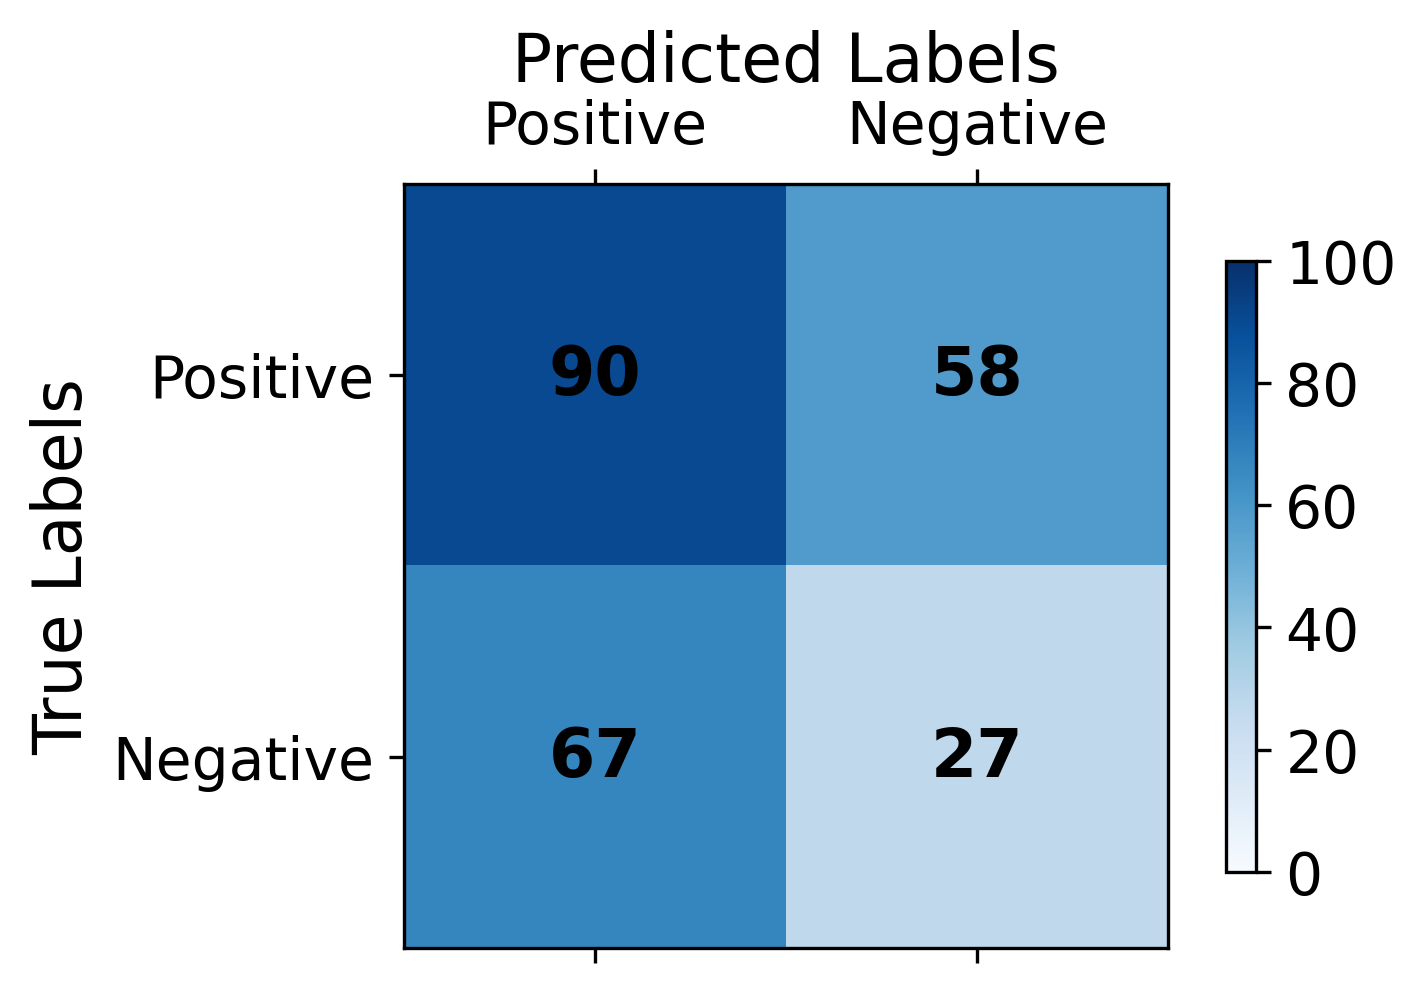 Predicted Labels
Positive Negative
True Labels
Positive 90 58
Negative 67 27
100
80
60
40
20
0